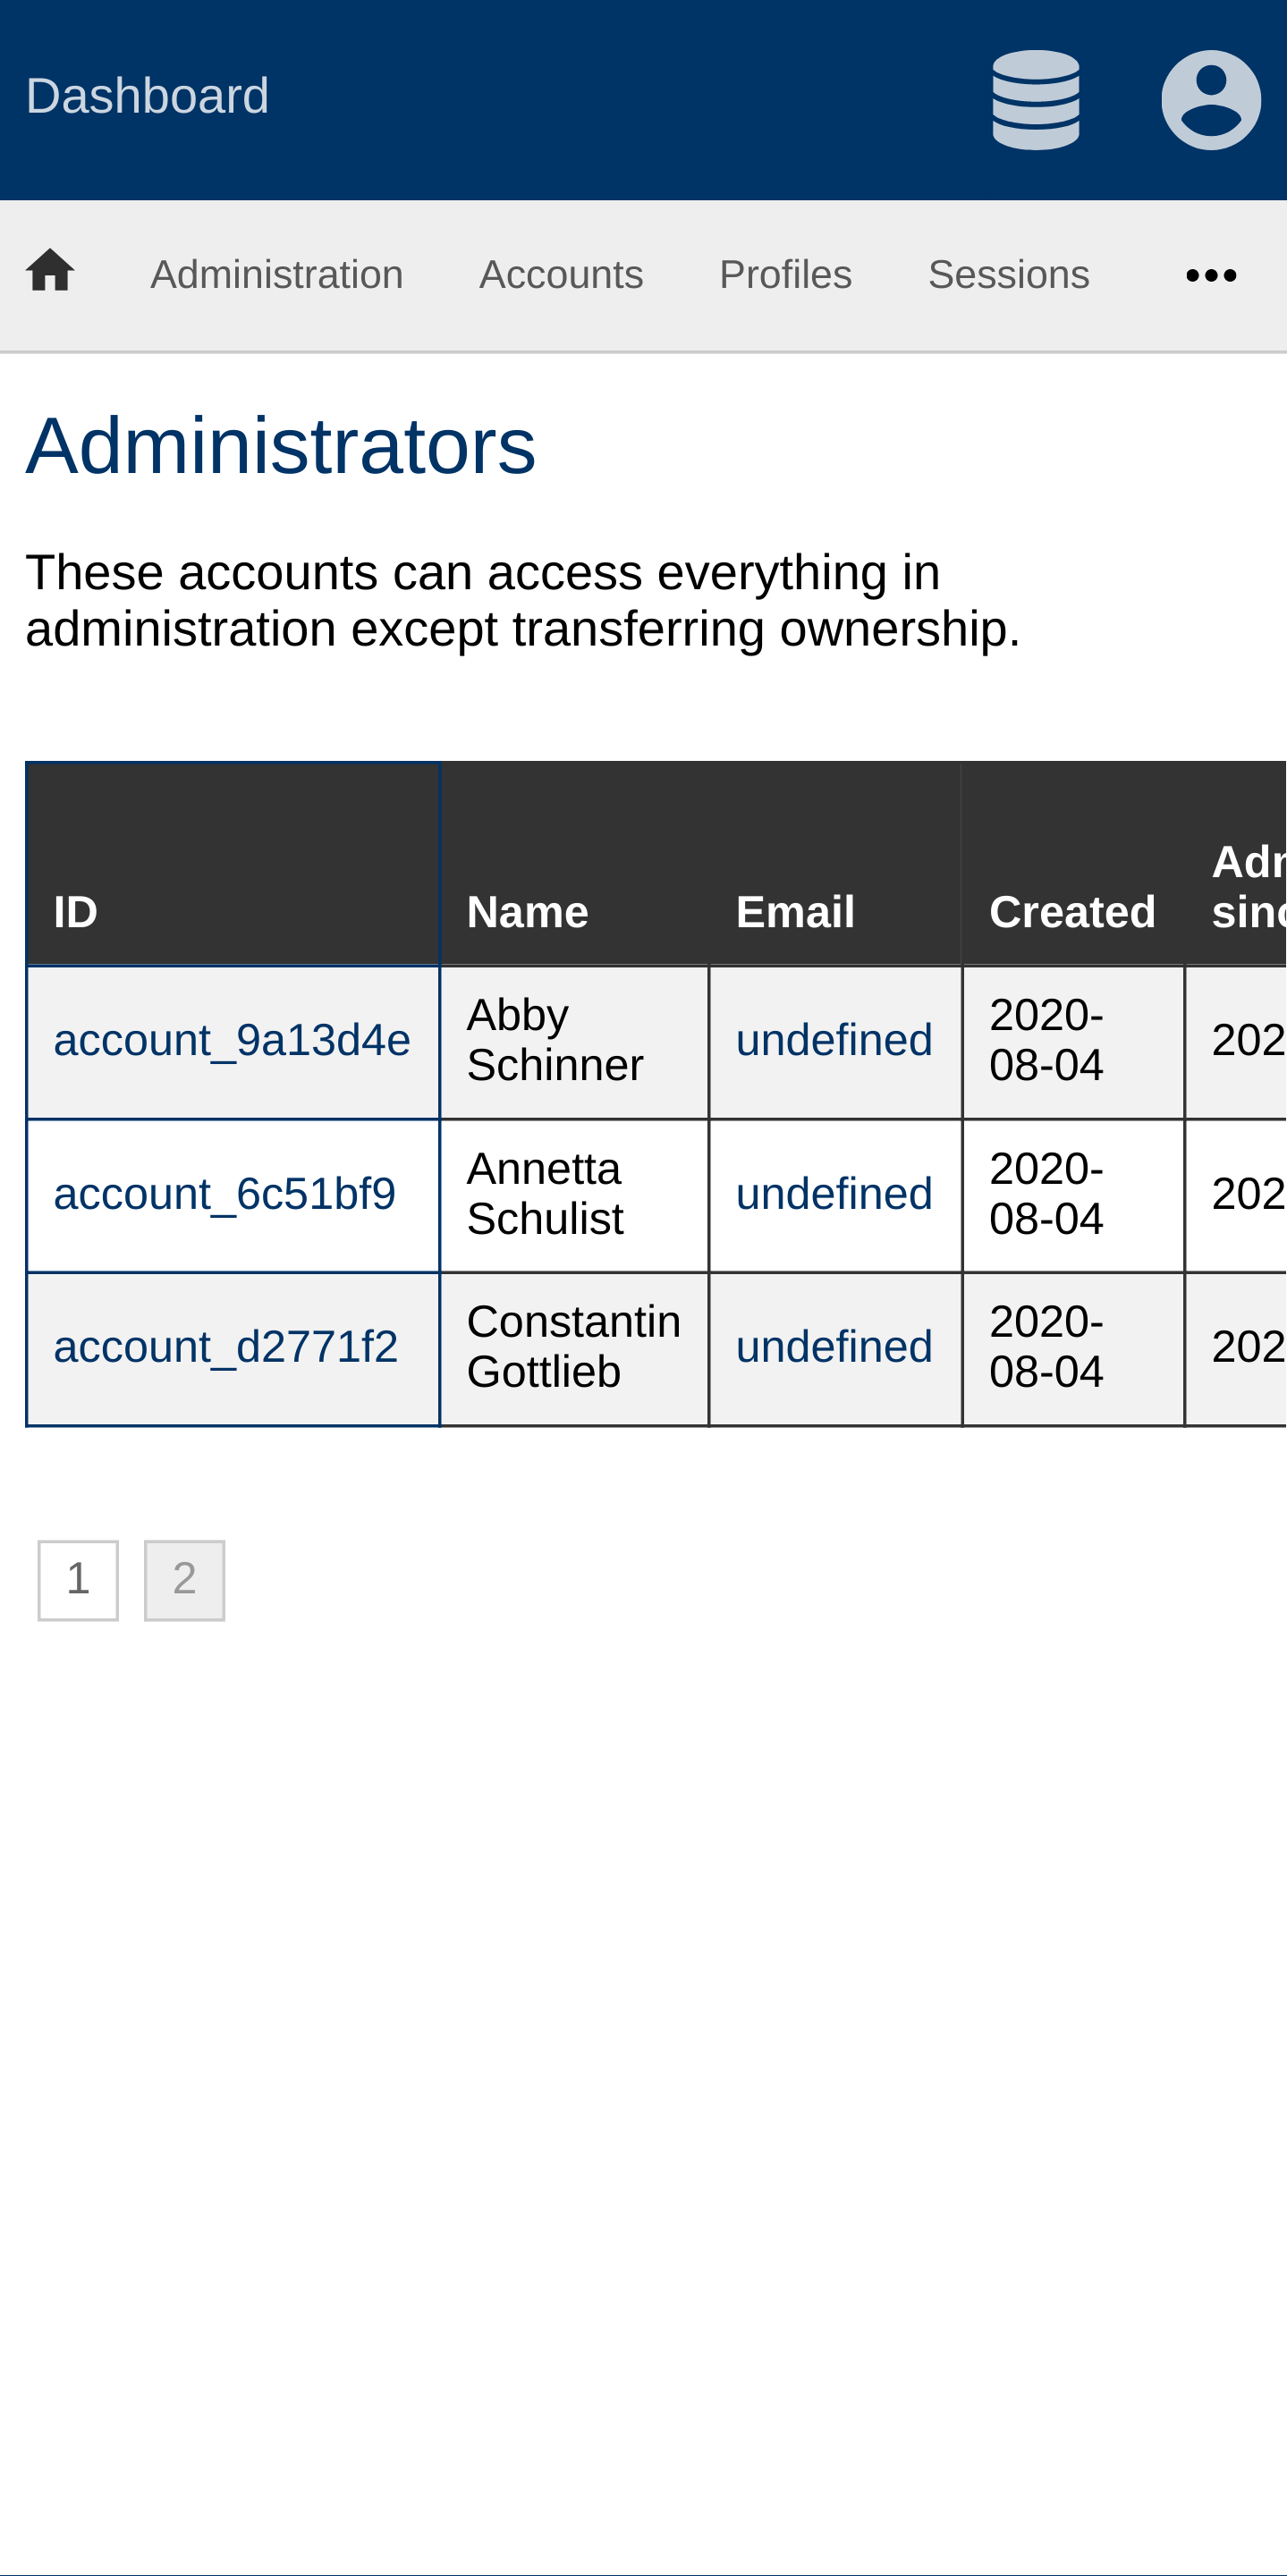 Dashboard
Administration Accounts Profiles Sessions
Administrators
These accounts can access everything in
administration except transferring ownership.
ID Name Email Created
account_9a13d4e Abby Schinner undefined 2020-08-04 202
account_6c51bf9 Annetta Schulist undefined 2020-08-04 202
account_d2771f2 Constantin Gottlieb undefined 2020-08-04 202
1 2